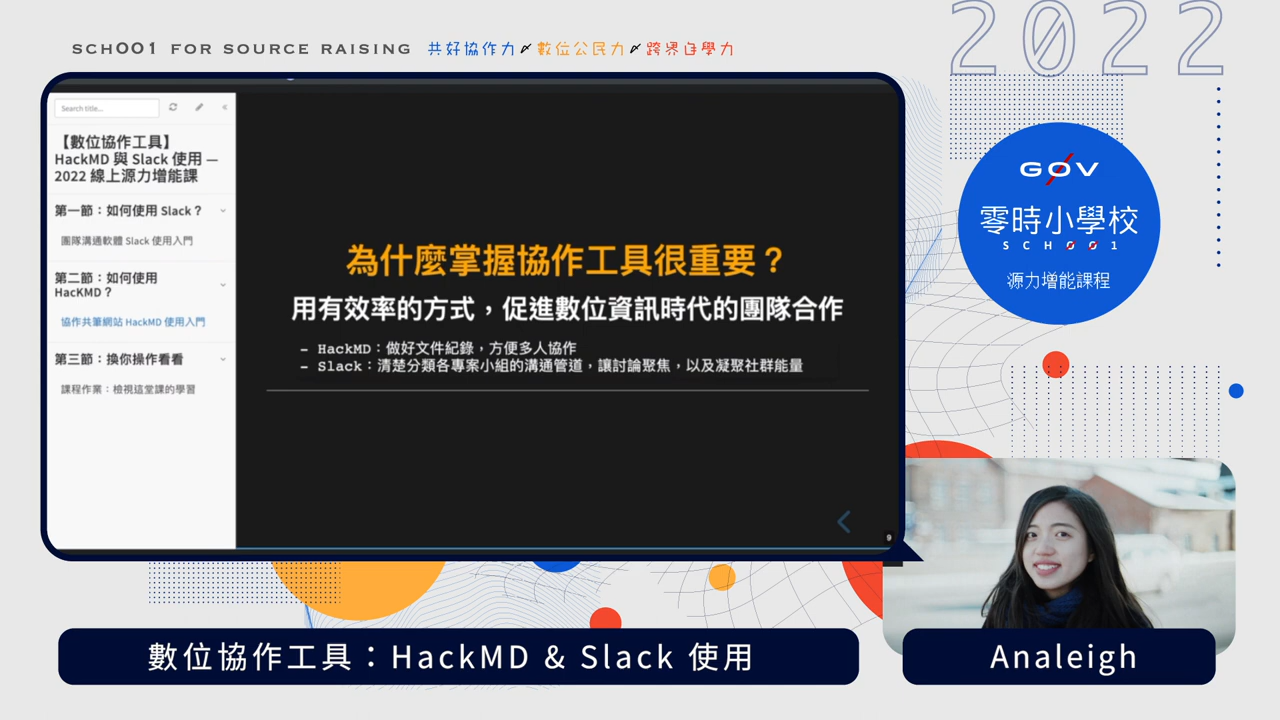 SCH001 FOR SOURCE RAISING 共好協作力 數位公民力 跨界自學力
2022
Search title...
【數位協作工具】
HackMD 與 Slack 使用 —
2022 線上源力增能課
第一節：如何使用 Slack？
團隊溝通軟體 Slack 使用入門
第二節：如何使用
HacKMD？
協作共筆網站 HackMD 使用入門
第三節：換你操作看看
課程作業：檢視這堂課的學習
為什麼掌握協作工具很重要？
用有效率的方式，促進數位資訊時代的團隊合作
– HackMD：做好文件紀錄，方便多人協作
– Slack：清楚分類各專案小組的溝通管道，讓討論聚焦，以及凝聚社群能量
9
G0V
零時小學校
SCH001
源力增能課程
數位協作工具：HackMD & Slack 使用
Analeigh